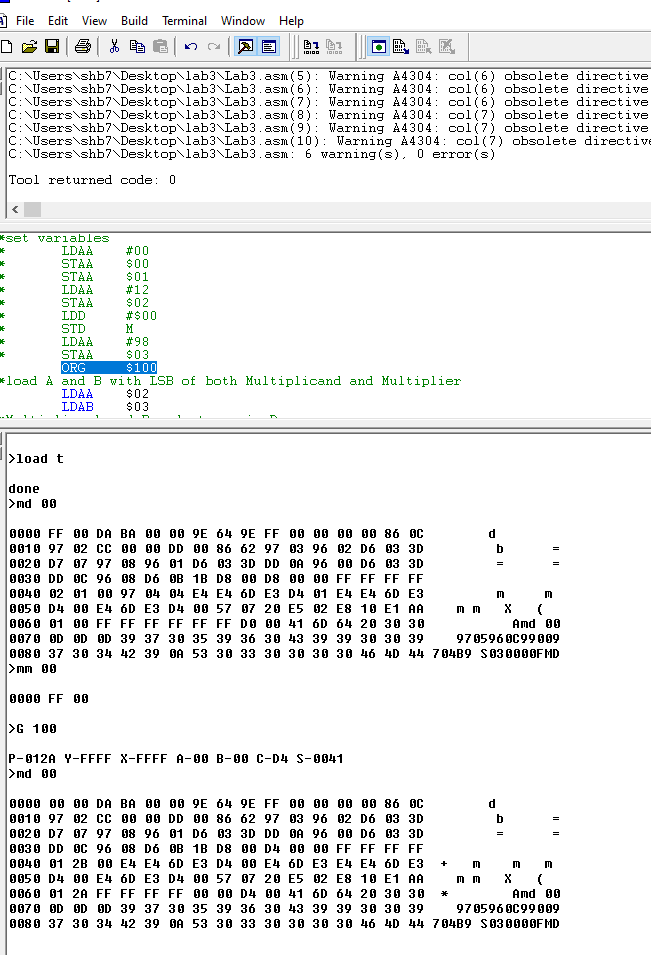 File Edit View Build Terminal Window Help
C:\Users\shb7\Desktop\lab3\Lab3.asm(5): Warning A4304: col(6) obsolete directive
C:\Users\shb7\Desktop\lab3\Lab3.asm(6): Warning A4304: col(6) obsolete directive
C:\Users\shb7\Desktop\lab3\Lab3.asm(7): Warning A4304: col(6) obsolete directive
C:\Users\shb7\Desktop\lab3\Lab3.asm(8): Warning A4304: col(7) obsolete directive
C:\Users\shb7\Desktop\lab3\Lab3.asm(9): Warning A4304: col(7) obsolete directive
C:\Users\shb7\Desktop\lab3\Lab3.asm(10): Warning A4304: col(7) obsolete directive
C:\Users\shb7\Desktop\lab3\Lab3.asm: 6 warning(s), 0 error(s)
Tool returned code: 0
*set variables
* LDAA #00
* STAA $00
* STAA $01
* LDAA #12
* STAA $02
* LDD #$00
* STD M
* LDAA #98
* STAA $03
ORG $100
*load A and B with LSB of both Multiplicand and Multiplier
LDAA $02
LDAB $03
>load t
done
>md 00
0000 FF 00 DA BA 00 00 9E 64 9E FF 00 00 00 00 86 0C d
0010 97 02 CC 00 00 DD 00 86 62 97 03 96 02 D6 03 3D b =
0020 D7 07 97 08 96 01 D6 03 3D DD 0A 96 00 D6 03 3D = =
0030 DD 0C 96 08 D6 0B 1B D8 00 D8 00 00 FF FF FF FF
0040 02 01 00 97 04 04 E4 E4 6D E3 D4 01 E4 E4 6D E3 m m
0050 D4 00 E4 6D E3 D4 00 57 07 20 E5 02 E8 10 E1 AA m m X (
0060 01 00 FF FF FF FF FF FF D0 00 41 6D 64 20 30 30 Amd 00
0070 0D 0D 0D 39 37 30 35 39 36 30 43 39 39 30 30 39 9705960C99009
0080 37 30 34 42 39 0A 53 30 33 30 30 30 30 46 4D 44 704B9 S030000FMD
>mm 00
0000 FF 00
>G 100
P-012A Y-FFFF X-FFFF A-00 B-00 C-D4 S-0041
>md 00
0000 00 00 DA BA 00 00 9E 64 9E FF 00 00 00 00 86 0C d
0010 97 02 CC 00 00 DD 00 86 62 97 03 96 02 D6 03 3D b =
0020 D7 07 97 08 96 01 D6 03 3D DD 0A 96 00 D6 03 3D = =
0030 DD 0C 96 08 D6 0B 1B D8 00 D4 00 00 FF FF FF FF
0040 01 2B 00 E4 E4 6D E3 D4 00 E4 6D E3 E4 E4 6D E3 + m m m
0050 D4 00 E4 6D E3 D4 00 57 07 20 E5 02 E8 10 E1 AA m m X (
0060 01 2A FF FF FF FF 00 00 D4 00 41 6D 64 20 30 30 * Amd 00
0070 0D 0D 0D 39 37 30 35 39 36 30 43 39 39 30 30 39 9705960C99009
0080 37 30 34 42 39 0A 53 30 33 30 30 30 30 46 4D 44 704B9 S030000FMD